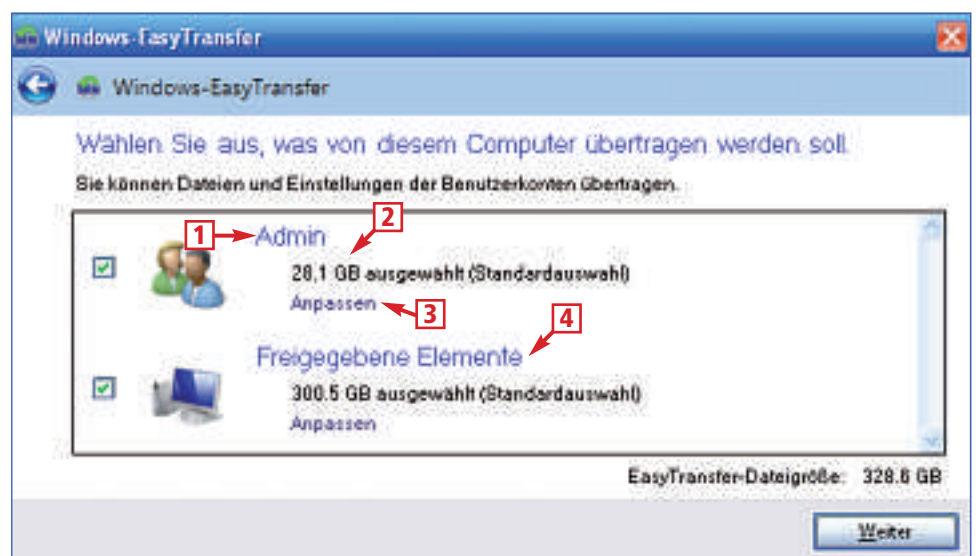 Windows-EasyTransfer
Windows-EasyTransfer
Wählen Sie aus, was von diesem Computer übertragen werden soll.
Sie können Dateien und Einstellungen der Benutzerkonten übertragen.
1 Admin 2
28,1 GB ausgewählt (Standardauswahl)
Anpassen 3
4
Freigegebene Elemente
300.5 GB ausgewählt (Standardauswahl)
Anpassen
EasyTransfer-Dateigröße: 328.6 GB
Weiter